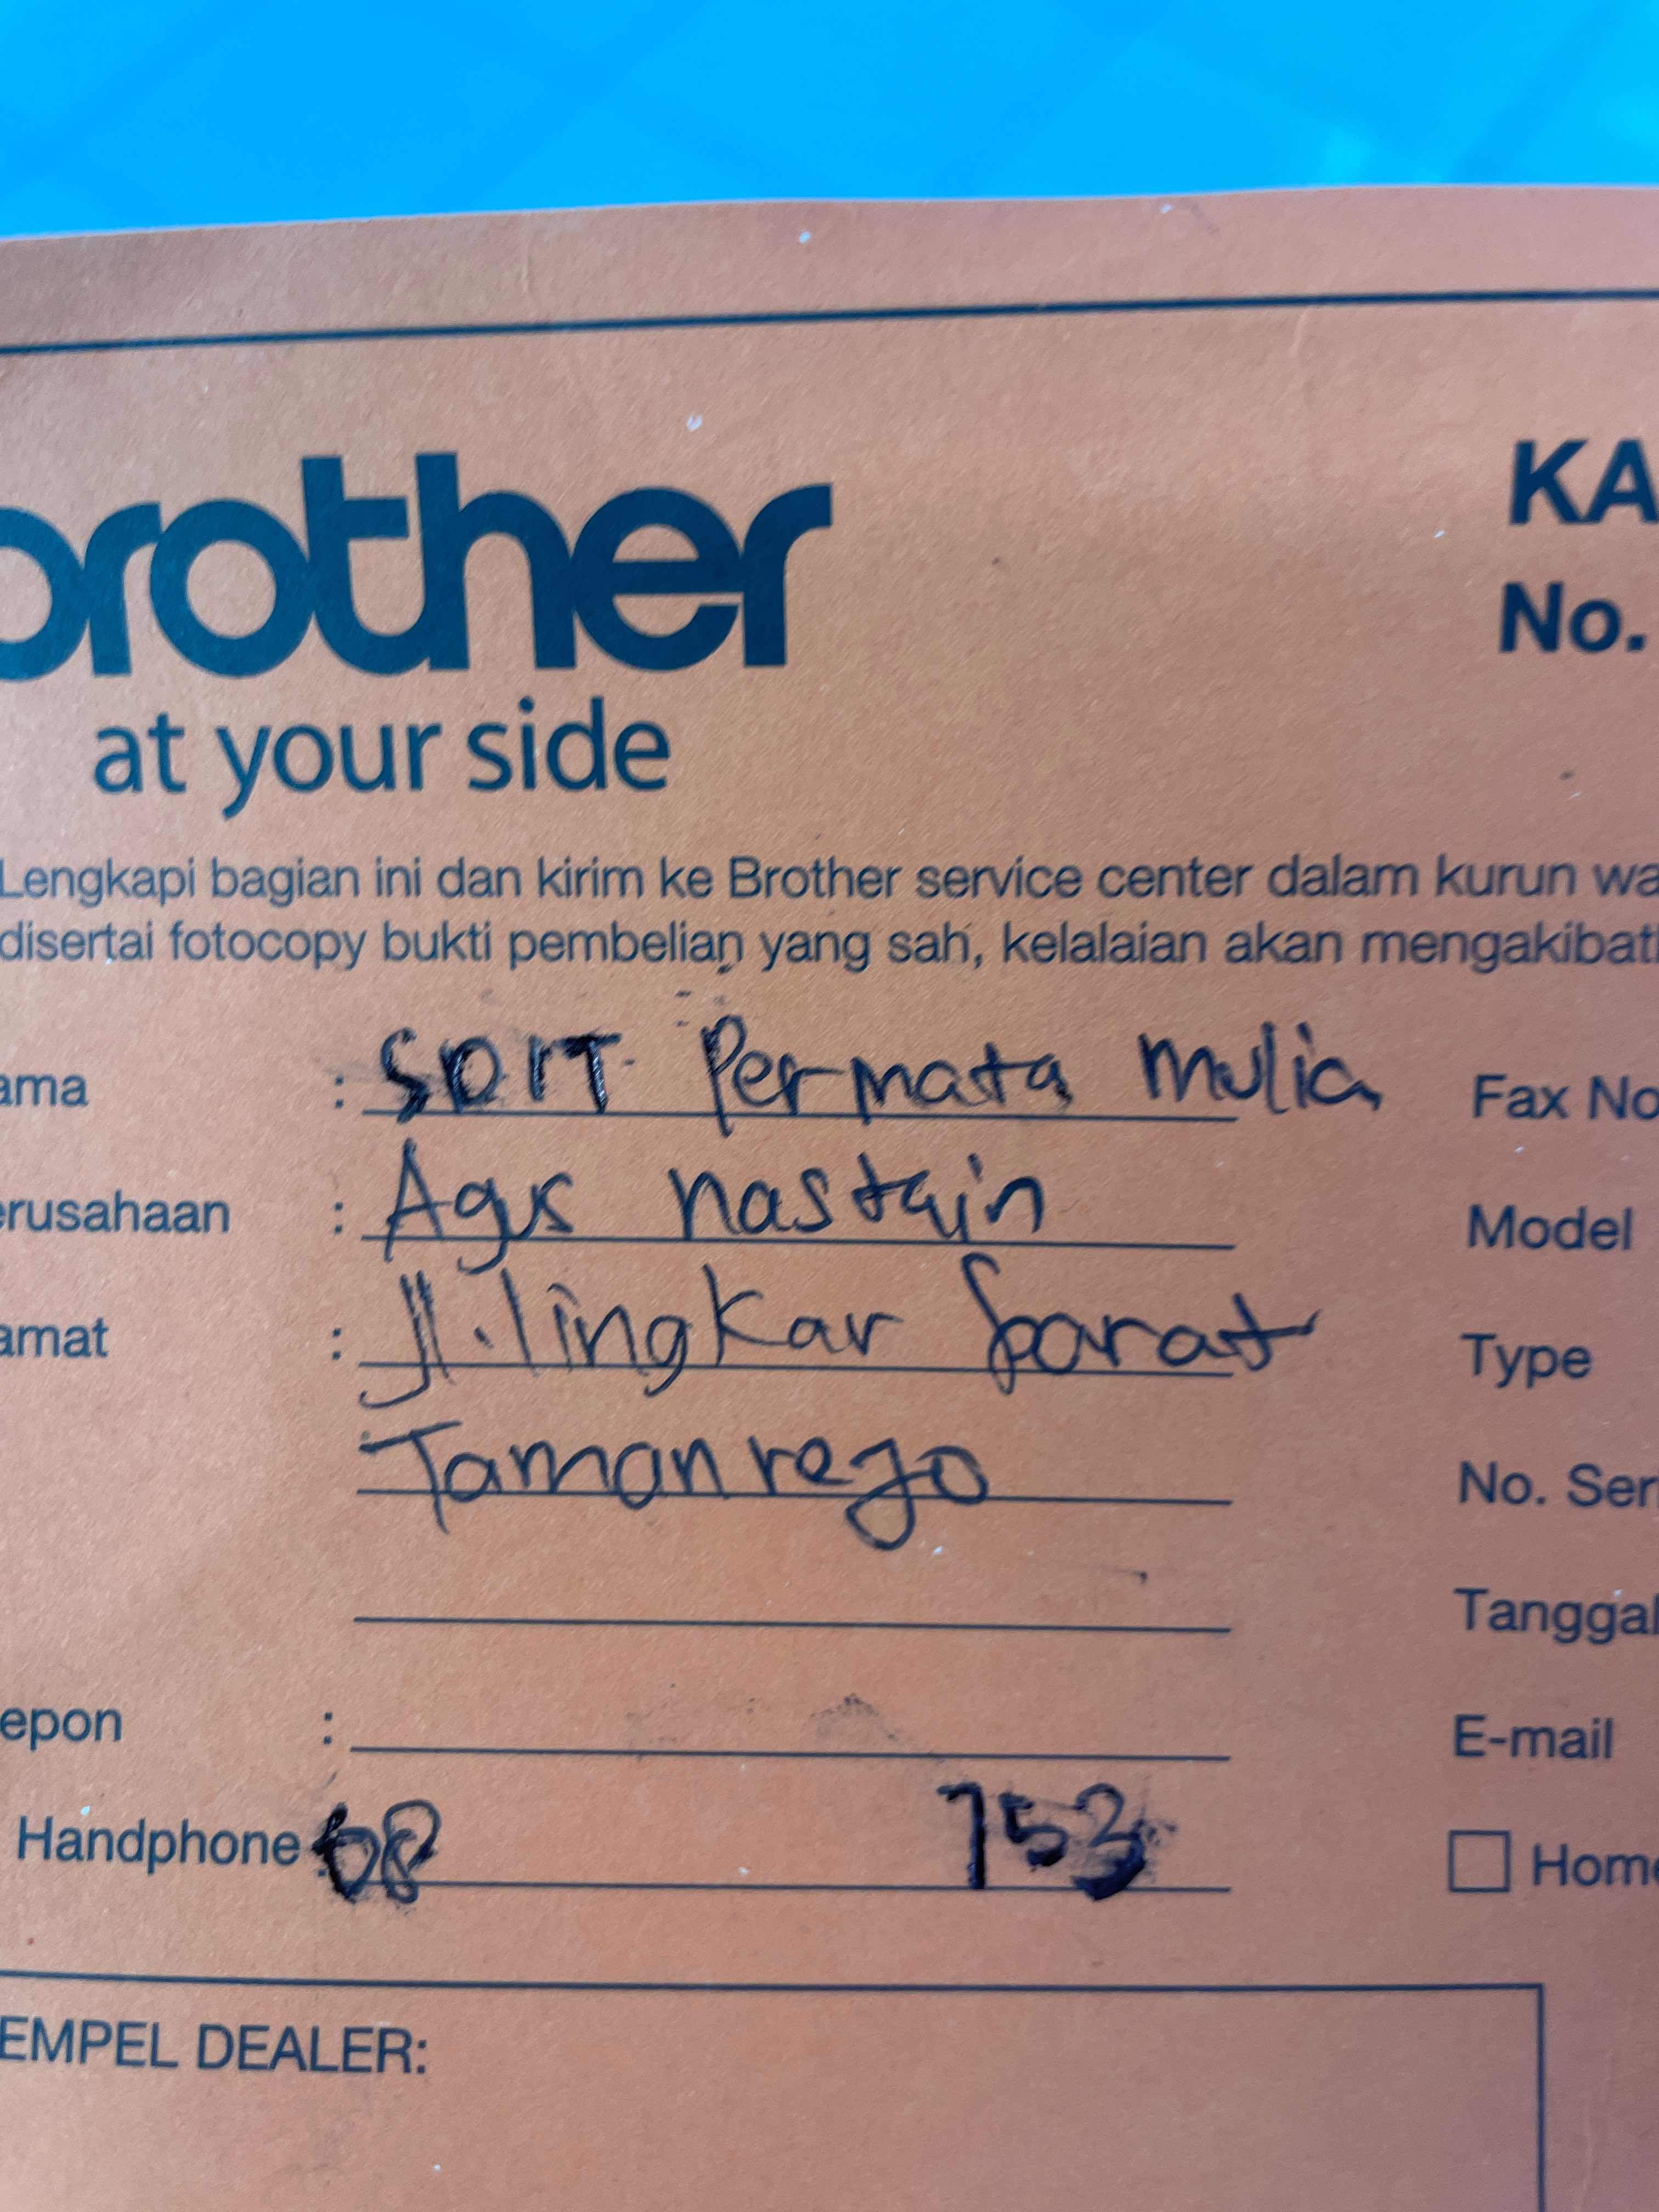 brother
at your side
KA
No.
Lengkapi bagian ini dan kirim ke Brother service center dalam kurun wa
disertai fotocopy bukti pembelian yang sah, kelalaian akan mengakibatk
ama : SDIT Permata Mulia Fax No
erusahaan : Agus nastain Model
amat : Jl. lingkar barat Type
Tamanrejo No. Seri
Tanggal
epon : E-mail
Handphone : 08 753 Home
EMPEL DEALER: